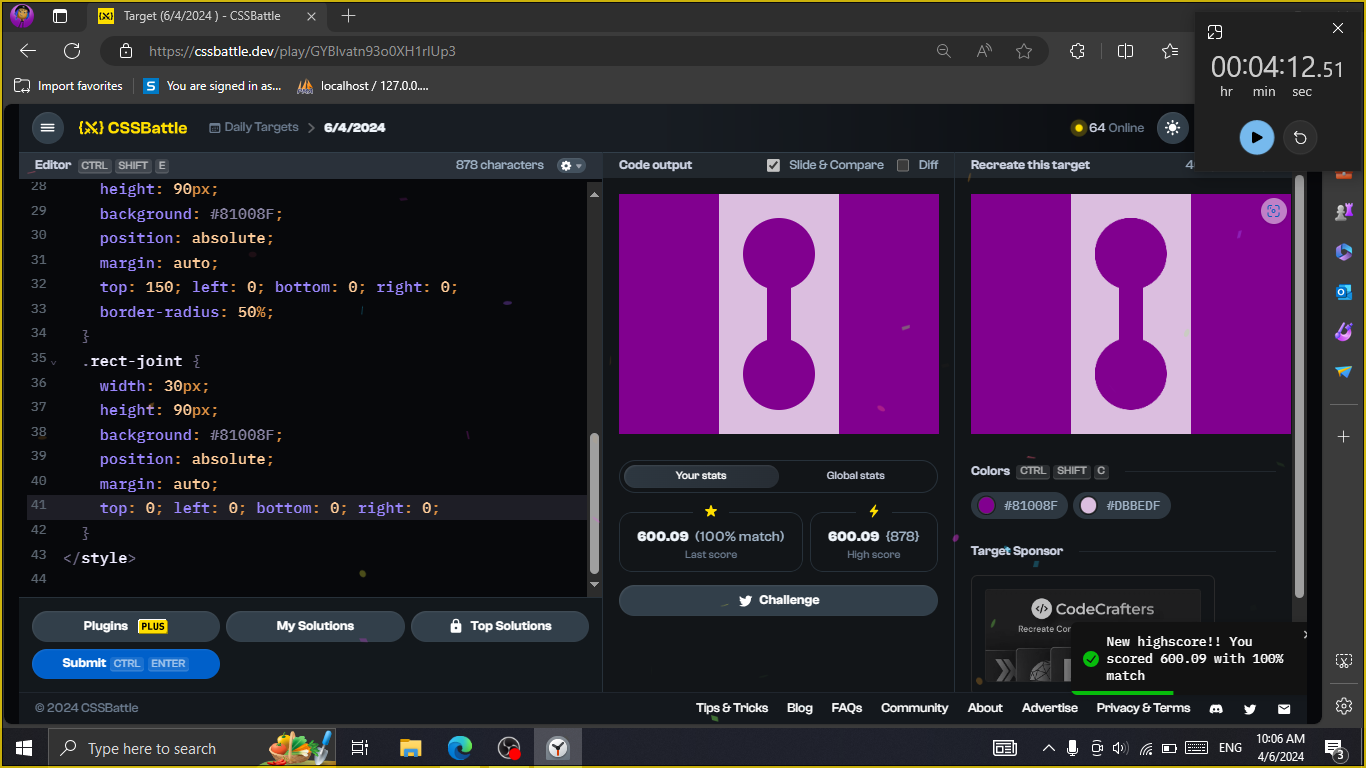 Target (6/4/2024 ) - CSSBattle
https://cssbattle.dev/play/GYBlvatn93o0XH1rIUp3
Import favorites
You are signed in as...
localhost / 127.0.0....
00:04:12.51
hr min sec
{X} CSSBattle
Daily Targets > 6/4/2024
64 Online
Editor CTRL SHIFT E
878 characters
Code output
Slide & Compare
Diff
Recreate this target
28 height: 90px;
29 background: #81008F;
30 position: absolute;
31 margin: auto;
32 top: 150; left: 0; bottom: 0; right: 0;
33 border-radius: 50%;
34 }
35 .rect-joint {
36 width: 30px;
37 height: 90px;
38 background: #81008F;
39 position: absolute;
40 margin: auto;
41 top: 0; left: 0; bottom: 0; right: 0;
42 }
43 </style>
44
Plugins PLUS
My Solutions
Top Solutions
Submit CTRL ENTER
Your stats
Global stats
600.09 (100% match)
Last score
600.09 {878}
High score
Challenge
Colors CTRL SHIFT C
#81008F
#DBBEDF
Target Sponsor
CodeCrafters
Recreate
New highscore!! You
scored 600.09 with 100%
match
© 2024 CSSBattle
Tips & Tricks Blog FAQs Community About Advertise Privacy & Terms
Type here to search
ENG
10:06 AM
4/6/2024
3